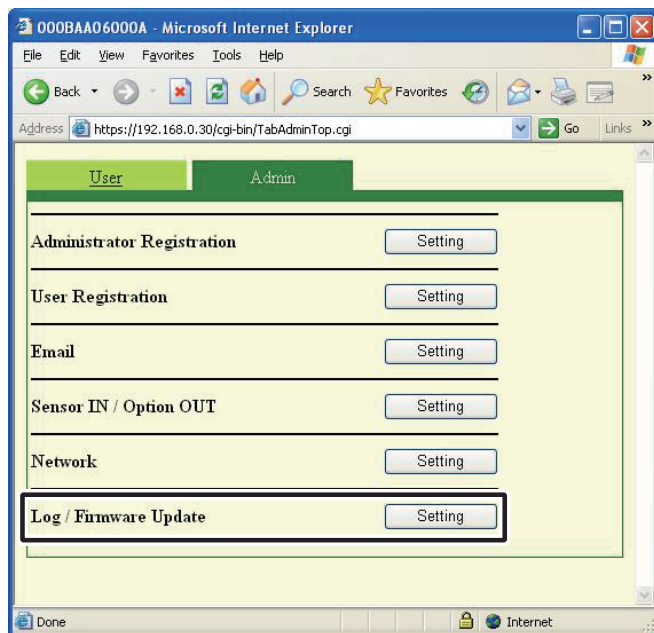 000BAA06000A - Microsoft Internet Explorer
File Edit View Favorites Tools Help
Back Search Favorites »
Address https://192.168.0.30/cgi-bin/TabAdminTop.cgi Go Links »
User Admin
Administrator Registration Setting
User Registration Setting
Email Setting
Sensor IN / Option OUT Setting
Network Setting
Log / Firmware Update Setting
Done Internet